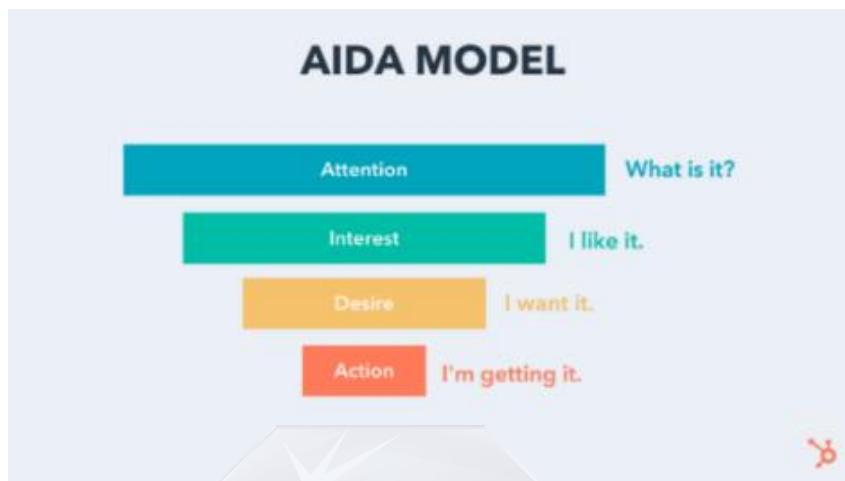 AIDA MODEL
Attention What is it?
Interest I like it.
Desire I want it.
Action I'm getting it.